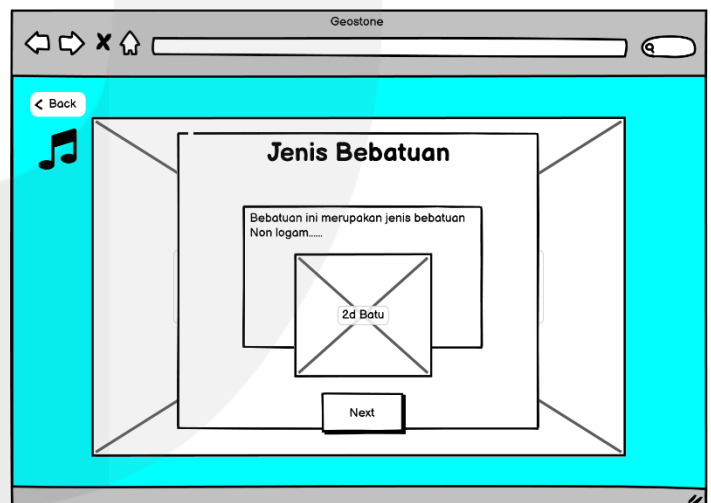 Geostone
Back
Jenis Bebatuan
Bebatuan ini merupakan jenis bebatuan
Non logam......
2d Batu
Next